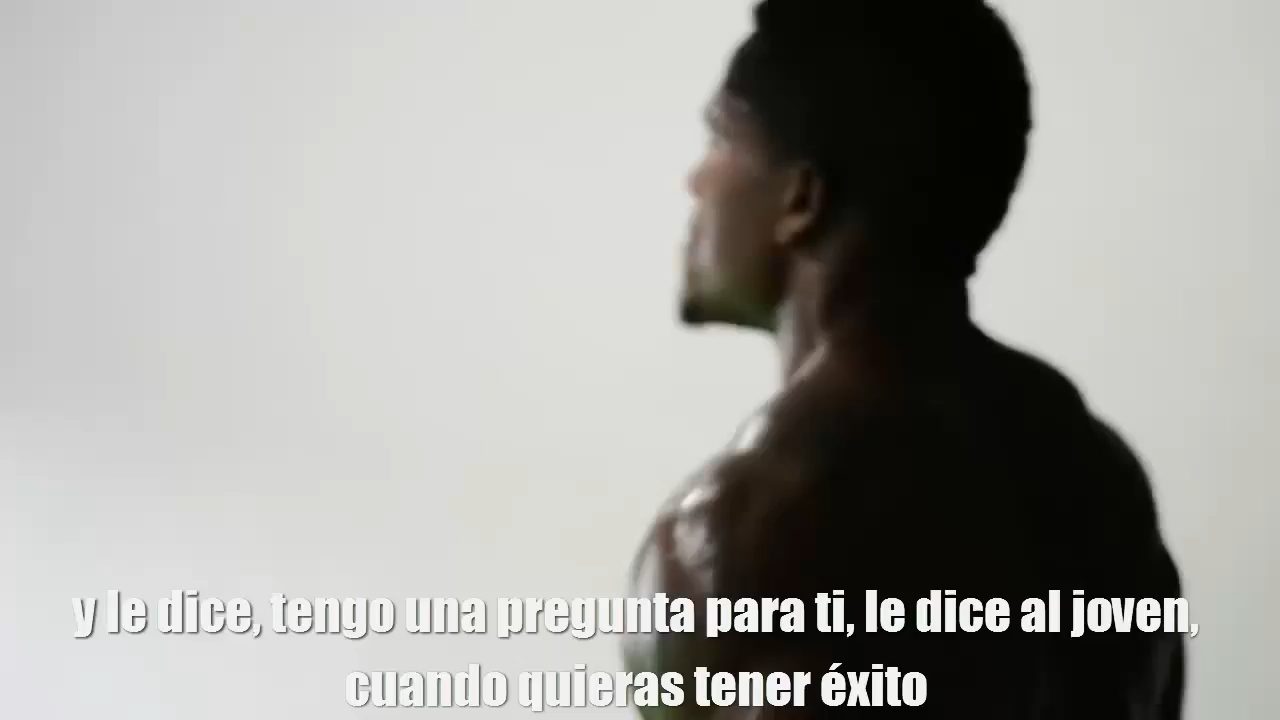 y le dice, tengo una pregunta para ti, le dice al joven,
cuando quieras tener éxito